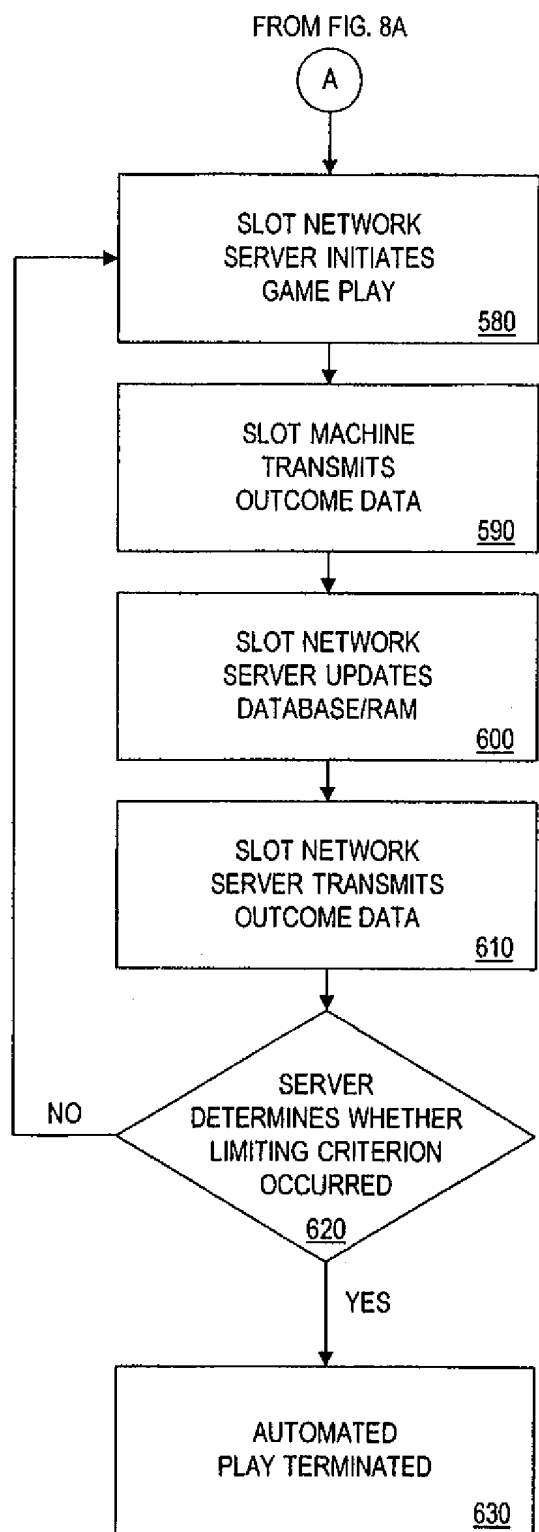 FROM FIG. 8A
A
SLOT NETWORK
SERVER INITIATES
GAME PLAY
580
SLOT MACHINE
TRANSMITS
OUTCOME DATA
590
SLOT NETWORK
SERVER UPDATES
DATABASE/RAM
600
SLOT NETWORK
SERVER TRANSMITS
OUTCOME DATA
610
SERVER
DETERMINES WHETHER
LIMITING CRITERION
OCCURRED
620
NO
YES
AUTOMATED
PLAY TERMINATED
630